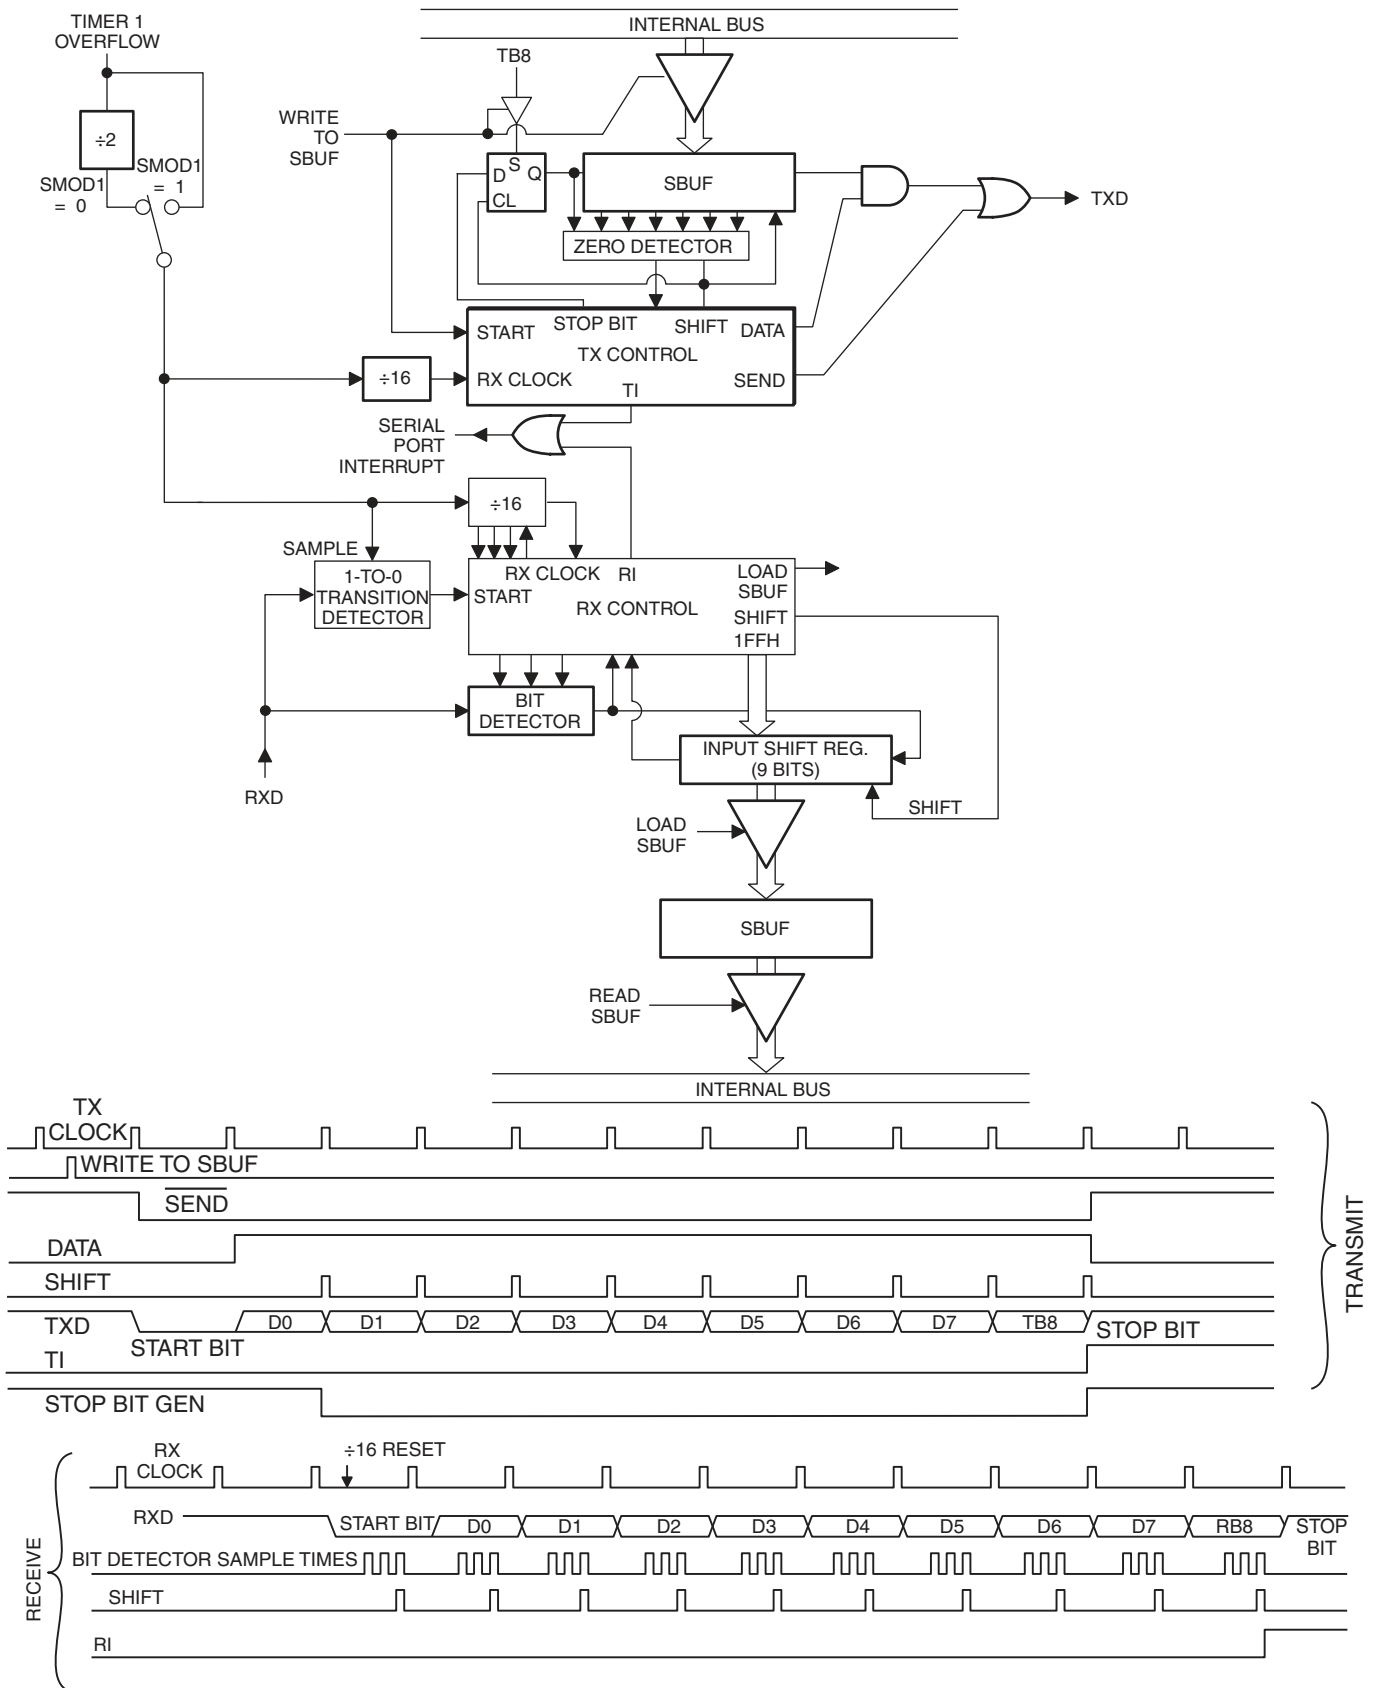 TIMER 1
OVERFLOW
INTERNAL BUS
TB8
WRITE
TO
SBUF
÷2
SMOD1
= 1
SMOD1
= 0
S
D
Q
CL
SBUF
TXD
ZERO DETECTOR
START
STOP BIT
SHIFT
DATA
TX CONTROL
÷16
RX CLOCK
TI
SEND
SERIAL
PORT
INTERRUPT
÷16
SAMPLE
1-TO-0
TRANSITION
DETECTOR
RX CLOCK
RI
START
RX CONTROL
LOAD
SBUF
SHIFT
1FFH
BIT
DETECTOR
INPUT SHIFT REG.
(9 BITS)
RXD
SHIFT
LOAD
SBUF
SBUF
READ
SBUF
INTERNAL BUS
TX
CLOCK
WRITE TO SBUF
SEND
DATA
SHIFT
TXD
START BIT
D0
D1
D2
D3
D4
D5
D6
D7
TB8
STOP BIT
TI
STOP BIT GEN
TRANSMIT
RX
CLOCK
÷16 RESET
RXD
START BIT
D0
D1
D2
D3
D4
D5
D6
D7
RB8
STOP
BIT
BIT DETECTOR SAMPLE TIMES
SHIFT
RI
RECEIVE